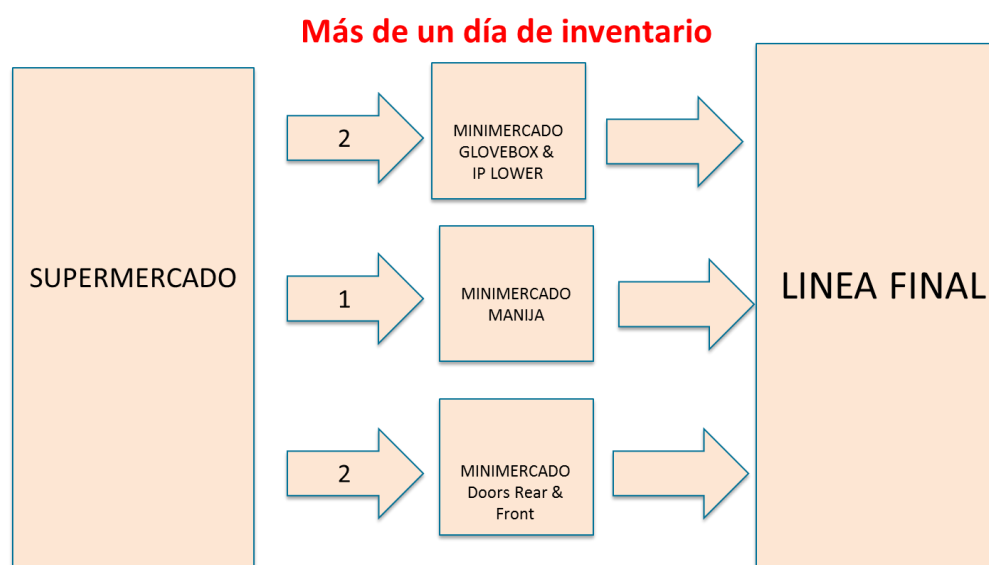 Más de un día de inventario
SUPERMERCADO
2
MINIMERCADO
GLOVEBOX &
IP LOWER
1
MINIMERCADO
MANIJA
2
MINIMERCADO
Doors Rear &
Front
LINEA FINAL